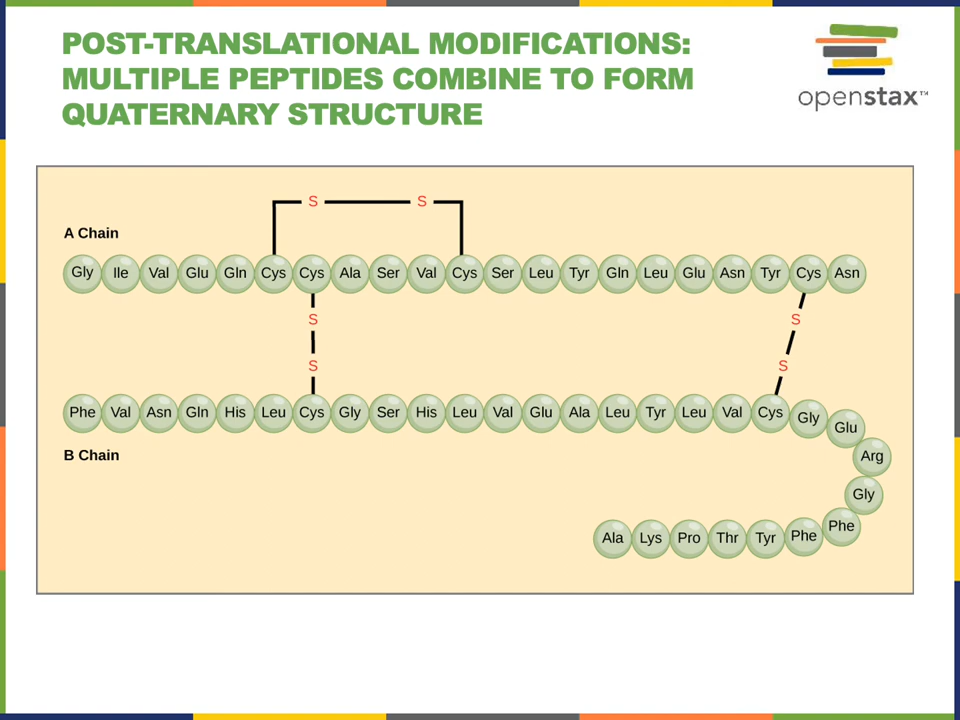 POST-TRANSLATIONAL MODIFICATIONS:
MULTIPLE PEPTIDES COMBINE TO FORM
QUATERNARY STRUCTURE
openstax™
S S
A Chain
Gly Ile Val Glu Gln Cys Cys Ala Ser Val Cys Ser Leu Tyr Gln Leu Glu Asn Tyr Cys Asn
S S
S S
Phe Val Asn Gln His Leu Cys Gly Ser His Leu Val Glu Ala Leu Tyr Leu Val Cys Gly Glu
B Chain
Arg
Gly
Phe
Ala Lys Pro Thr Tyr Phe